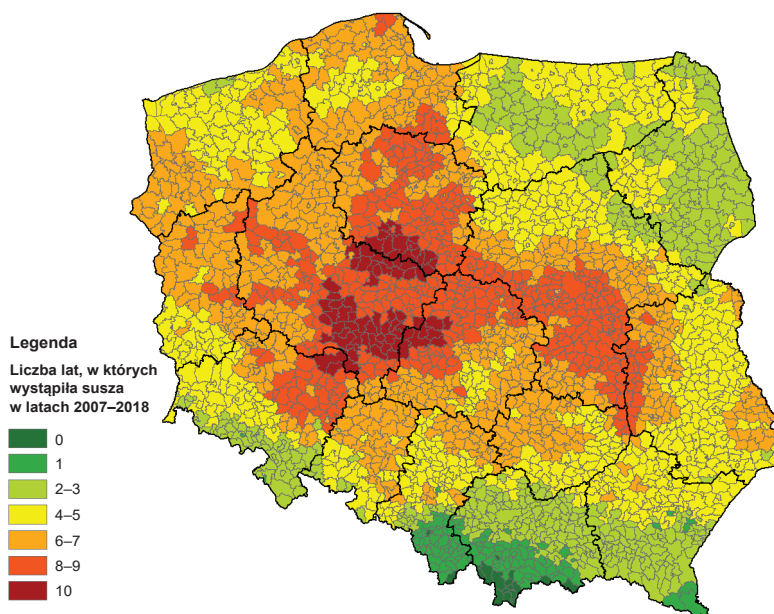 Legenda
Liczba lat, w których
wystąpiła susza
w latach 2007–2018
0
1
2–3
4–5
6–7
8–9
10